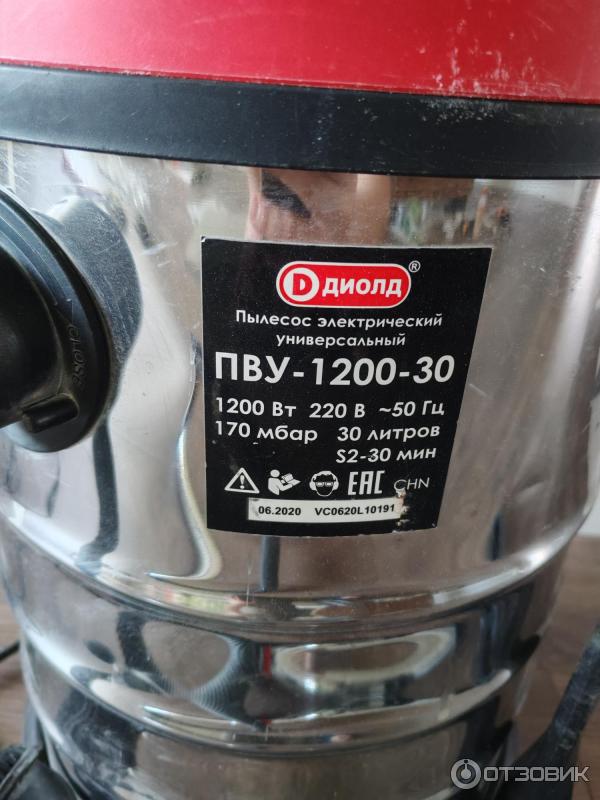 D ДИОЛД ®
Пылесос электрический
универсальный
ПВУ-1200-30
1200 Вт 220 В ~50 Гц
170 мбар 30 литров
S2-30 мин
EAC CHN
06.2020 VC0620L10191
ОТЗОВИК